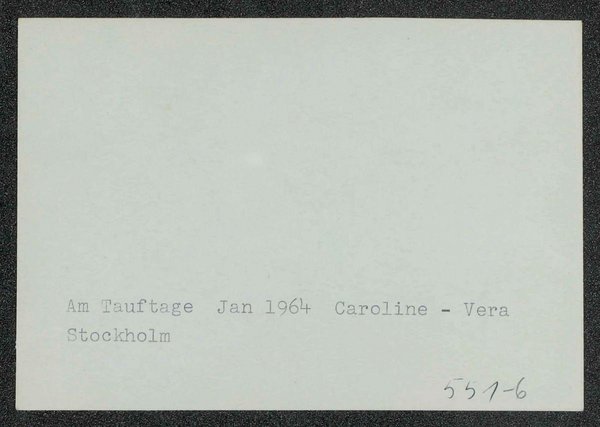 Am Tauftage Jan 1964 Caroline - Vera
Stockholm
551-6